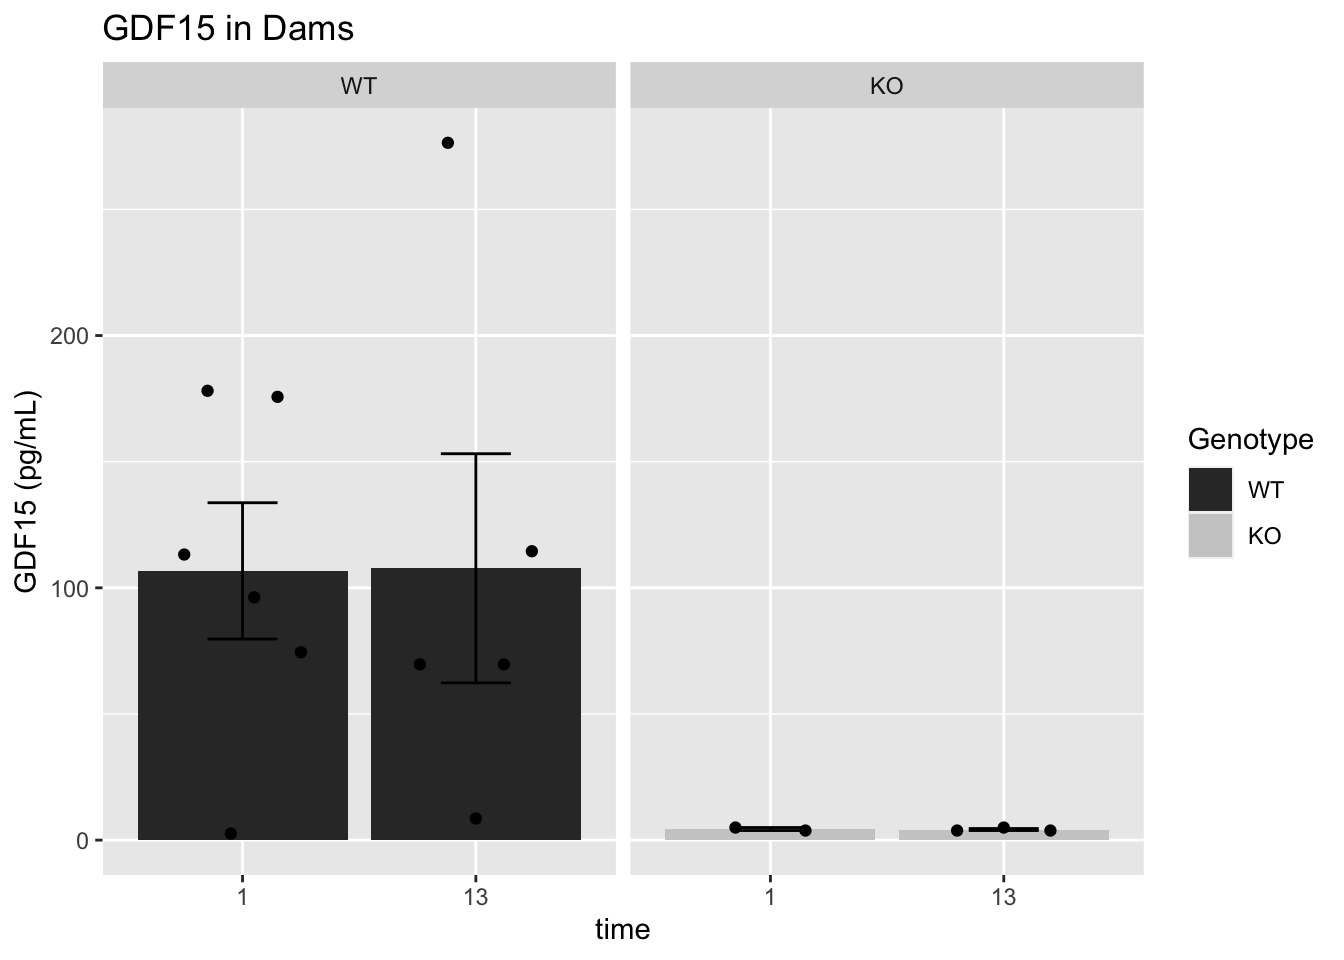 GDF15 in Dams
WT
KO
GDF15 (pg/mL)
200
100
0
1
13
1
13
time
Genotype
WT
KO